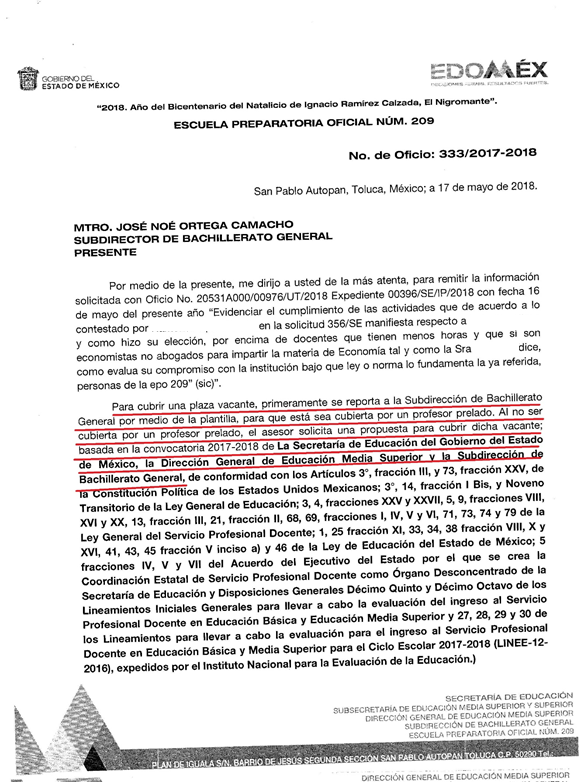 GOBIERNO DEL
ESTADO DE MÉXICO
EDOMÉX
DECISIONES FIRMES, RESULTADOS FUERTES.
“2018. Año del Bicentenario del Natalicio de Ignacio Ramírez Calzada, El Nigromante”.
ESCUELA PREPARATORIA OFICIAL NÚM. 209
No. de Oficio: 333/2017-2018
San Pablo Autopan, Toluca, México; a 17 de mayo de 2018.
MTRO. JOSÉ NOÉ ORTEGA CAMACHO
SUBDIRECTOR DE BACHILLERATO GENERAL
PRESENTE
Por medio de la presente, me dirijo a usted de la más atenta, para remitir la información
solicitada con Oficio No. 20531A000/00976/UT/2018 Expediente 00396/SE/IP/2018 con fecha 16
de mayo del presente año “Evidenciar el cumplimiento de las actividades que de acuerdo a lo
contestado por en la solicitud 356/SE manifiesta respecto a
y como hizo su elección, por encima de docentes que tienen menos horas y que si son
economistas no abogados para impartir la materia de Economía tal y como la Sra dice,
como evalua su compromiso con la institución bajo que ley o norma lo fundamenta la ya referida,
personas de la epo 209” (sic)”.
Para cubrir una plaza vacante, primeramente se reporta a la Subdirección de Bachillerato
General por medio de la plantilia, para que está sea cubierta por un profesor prelado. Al no ser
cubierta por un profesor prelado, el asesor solicita una propuesta para cubrir dicha vacante;
basada en la convocatoria 2017-2018 de La Secretaría de Educación del Gobierno del Estado
de México, la Dirección General de Educación Media Superior y la Subdirección de
Bachillerato General, de conformidad con los Artículos 3°, fracción III, y 73, fracción XXV, de
la Constitución Política de los Estados Unidos Mexicanos; 3°, 14, fracción I Bis, y Noveno
Transitorio de la Ley General de Educación; 3, 4, fracciones XXV y XXVII, 5, 9, fracciones VIII,
XVI y XX, 13, fracción III, 21, fracción II, 68, 69, fracciones I, IV, V y VI, 71, 73, 74 y 79 de la
Ley General del Servicio Profesional Docente; 1, 25 fracción XI, 33, 34, 38 fracción VIII, X y
XVI, 41, 43, 45 fracción V inciso a) y 46 de la Ley de Educación del Estado de México; 5
fracciones IV, V y VII del Acuerdo del Ejecutivo del Estado por el que se crea la
Coordinación Estatal de Servicio Profesional Docente como Órgano Desconcentrado de la
Secretaría de Educación y Disposiciones Generales Décimo Quinto y Décimo Octavo de los
Lineamientos Iniciales Generales para llevar a cabo la evaluación del ingreso al Servicio
Profesional Docente en Educación Básica y Educación Media Superior y 27, 28, 29 y 30 de
los Lineamientos para llevar a cabo la evaluación para el ingreso al Servicio Profesional
Docente en Educación Básica y Media Superior para el Ciclo Escolar 2017-2018 (LINEE-12-
2016), expedidos por el Instituto Nacional para la Evaluación de la Educación.)
SECRETARÍA DE EDUCACIÓN
SUBSECRETARÍA DE EDUCACIÓN MEDIA SUPERIOR Y SUPERIOR
DIRECCIÓN GENERAL DE EDUCACIÓN MEDIA SUPERIOR
SUBDIRECCIÓN DE BACHILLERATO GENERAL
ESCUELA PREPARATORIA OFICIAL NÚM. 209
PLAN DE IGUALA S/N, BARRIO DE JESÚS SEGUNDA SECCIÓN SAN PABLO AUTOPAN TOLUCA C.P. 50290 Tel.
DIRECCIÓN GENERAL DE EDUCACIÓN MEDIA SUPERIOR